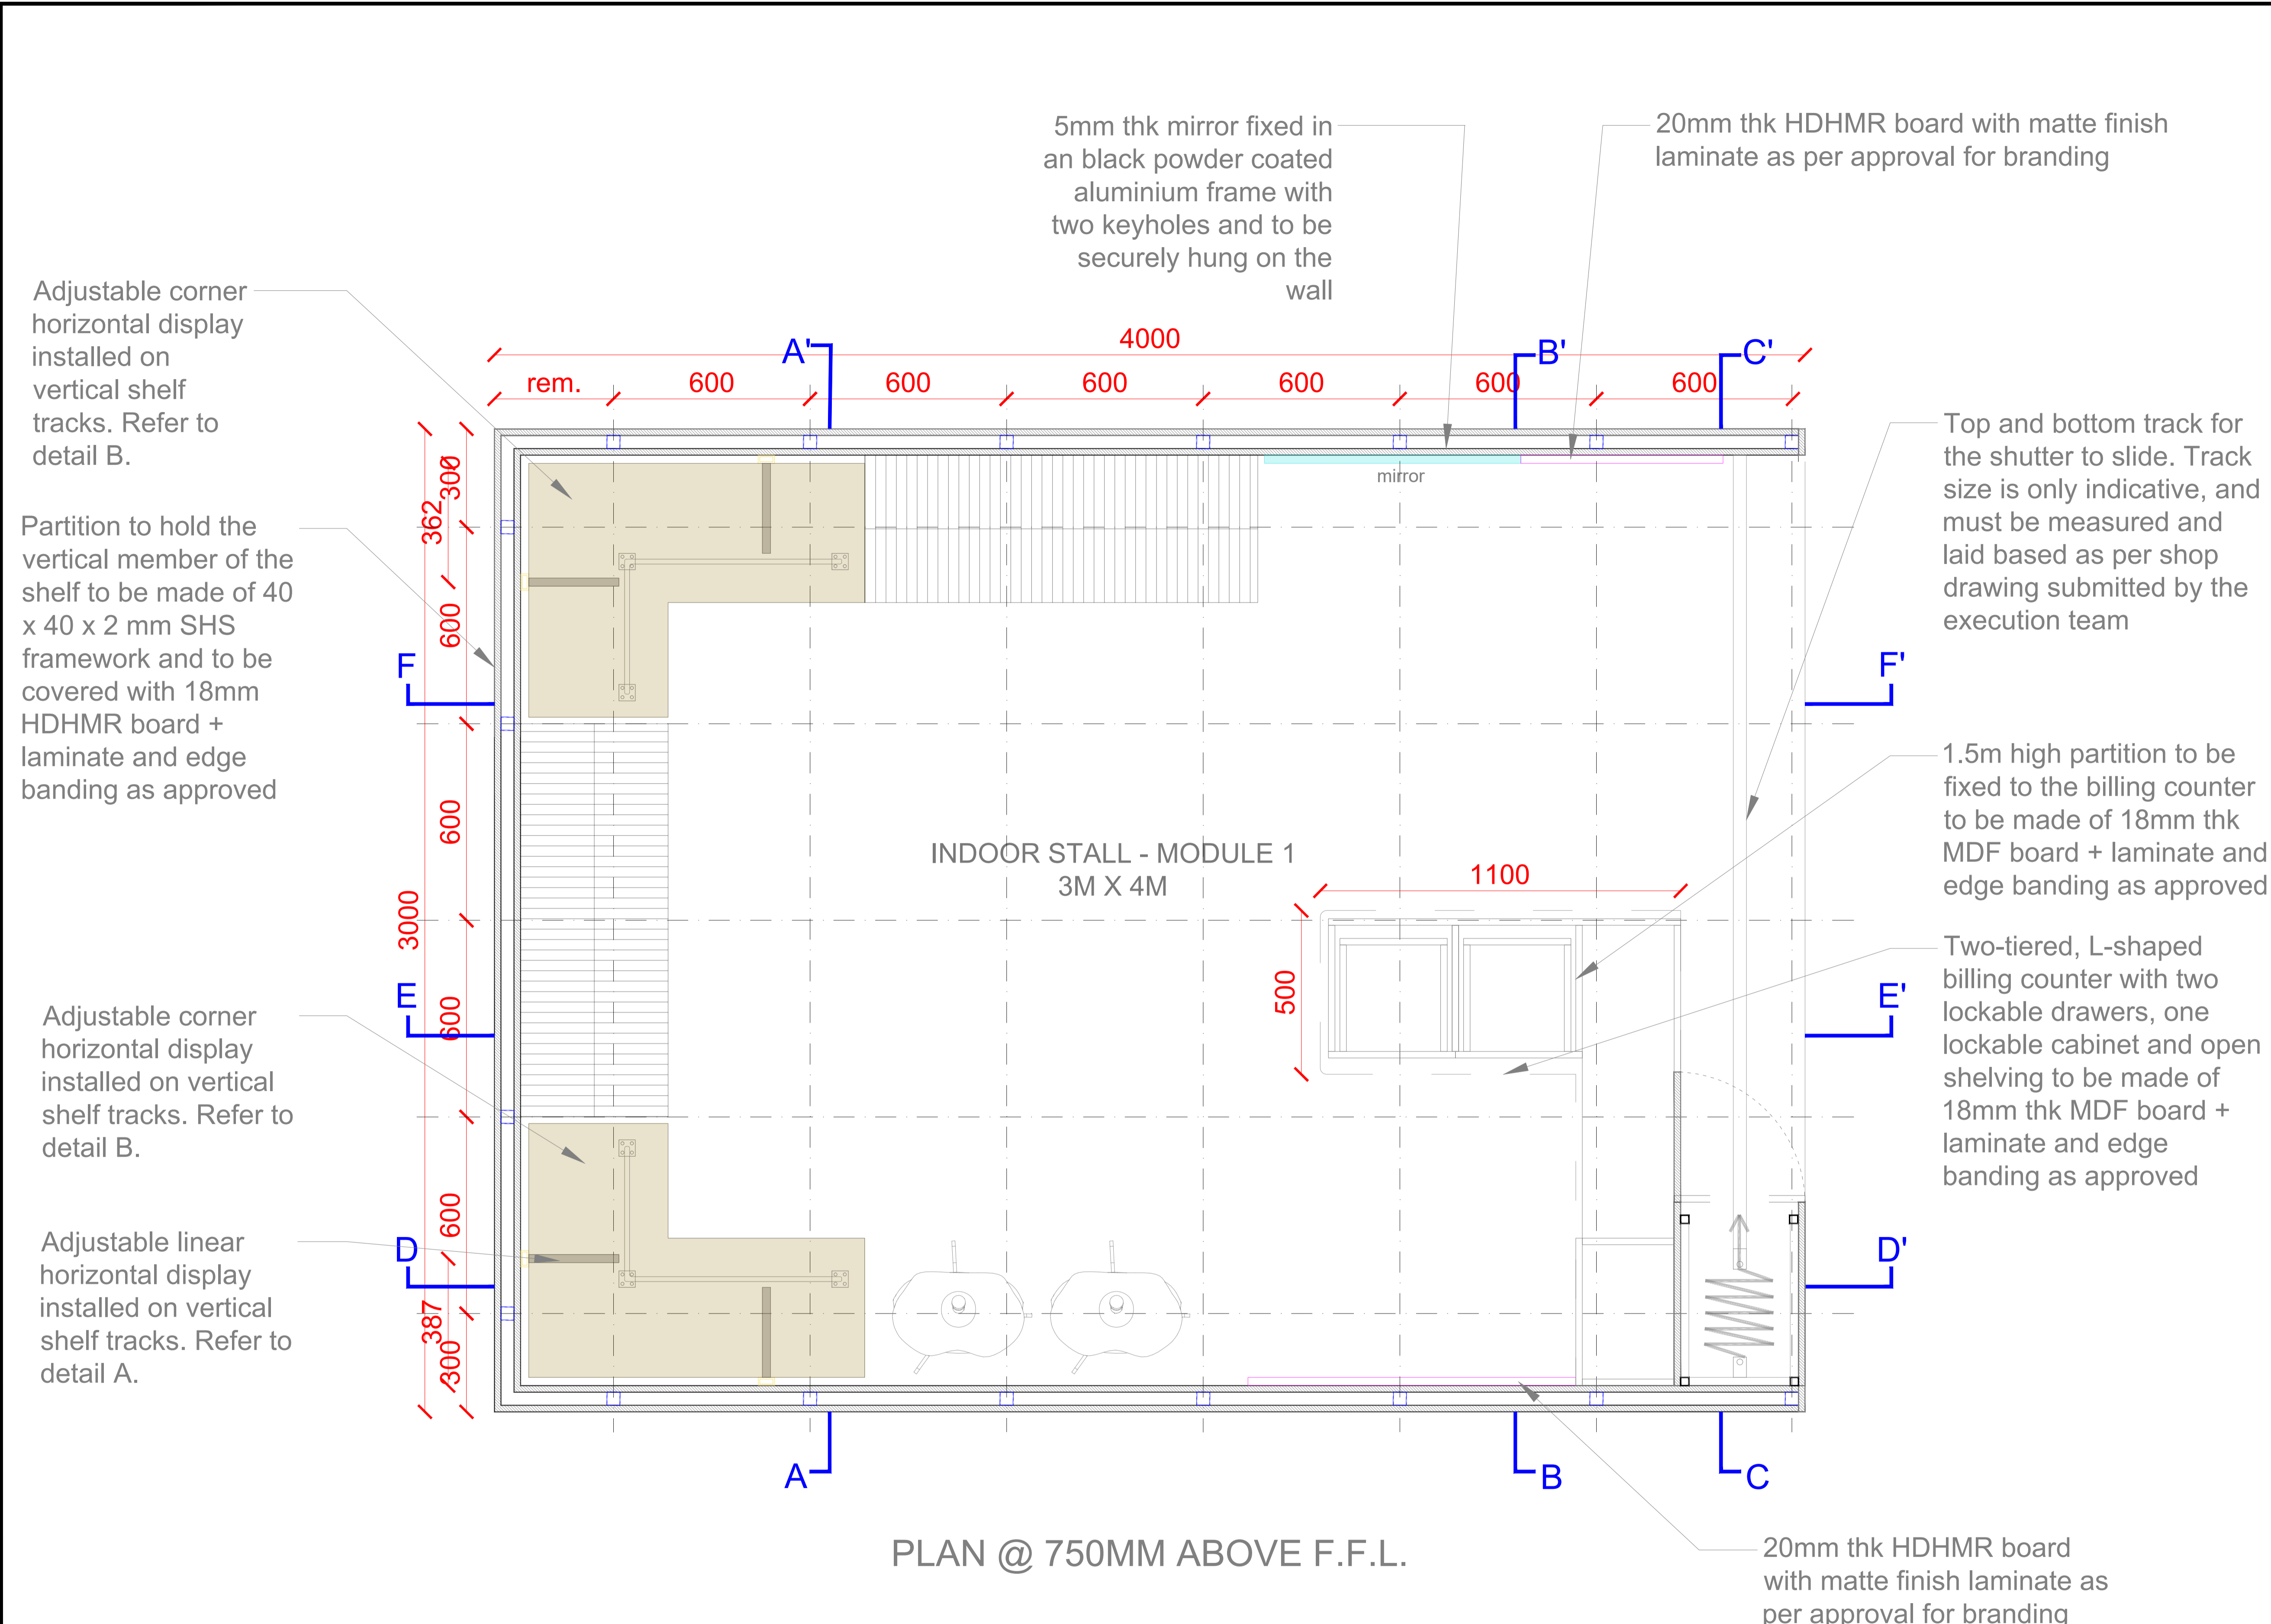 5mm thk mirror fixed in
an black powder coated
aluminium frame with
two keyholes and to be
securely hung on the
wall
20mm thk HDHMR board with matte finish
laminate as per approval for branding
Adjustable corner
horizontal display
installed on
vertical shelf
tracks. Refer to
detail B.
Partition to hold the
vertical member of the
shelf to be made of 40
x 40 x 2 mm SHS
framework and to be
covered with 18mm
HDHMR board +
laminate and edge
banding as approved
Adjustable corner
horizontal display
installed on vertical
shelf tracks. Refer to
detail B.
Adjustable linear
horizontal display
installed on vertical
shelf tracks. Refer to
detail A.
4000
A'
B'
C'
rem.
600
600
600
600
600
600
300
362
600
600
3000
600
600
387
300
F
E
D
mirror
INDOOR STALL - MODULE 1
3M X 4M
1100
500
F'
E'
D'
A
B
C
Top and bottom track for
the shutter to slide. Track
size is only indicative, and
must be measured and
laid based as per shop
drawing submitted by the
execution team
1.5m high partition to be
fixed to the billing counter
to be made of 18mm thk
MDF board + laminate and
edge banding as approved
Two-tiered, L-shaped
billing counter with two
lockable drawers, one
lockable cabinet and open
shelving to be made of
18mm thk MDF board +
laminate and edge
banding as approved
PLAN @ 750MM ABOVE F.F.L.
20mm thk HDHMR board
with matte finish laminate as
per approval for branding